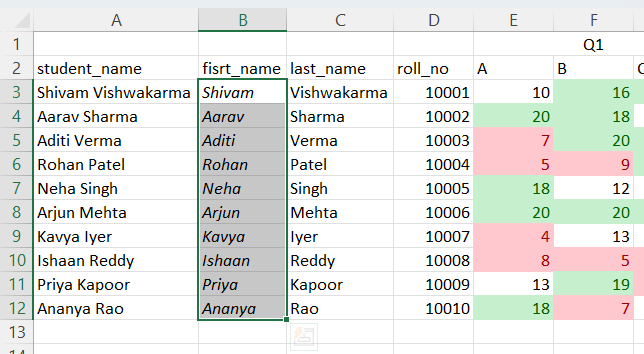 A B C D E F
1 Q1
2 student_name fisrt_name last_name roll_no A B
3 Shivam Vishwakarma Shivam Vishwakarma 10001 10 16
4 Aarav Sharma Aarav Sharma 10002 20 18
5 Aditi Verma Aditi Verma 10003 7 20
6 Rohan Patel Rohan Patel 10004 5 9
7 Neha Singh Neha Singh 10005 18 12
8 Arjun Mehta Arjun Mehta 10006 20 20
9 Kavya Iyer Kavya Iyer 10007 4 13
10 Ishaan Reddy Ishaan Reddy 10008 8 5
11 Priya Kapoor Priya Kapoor 10009 13 19
12 Ananya Rao Ananya Rao 10010 18 7
13